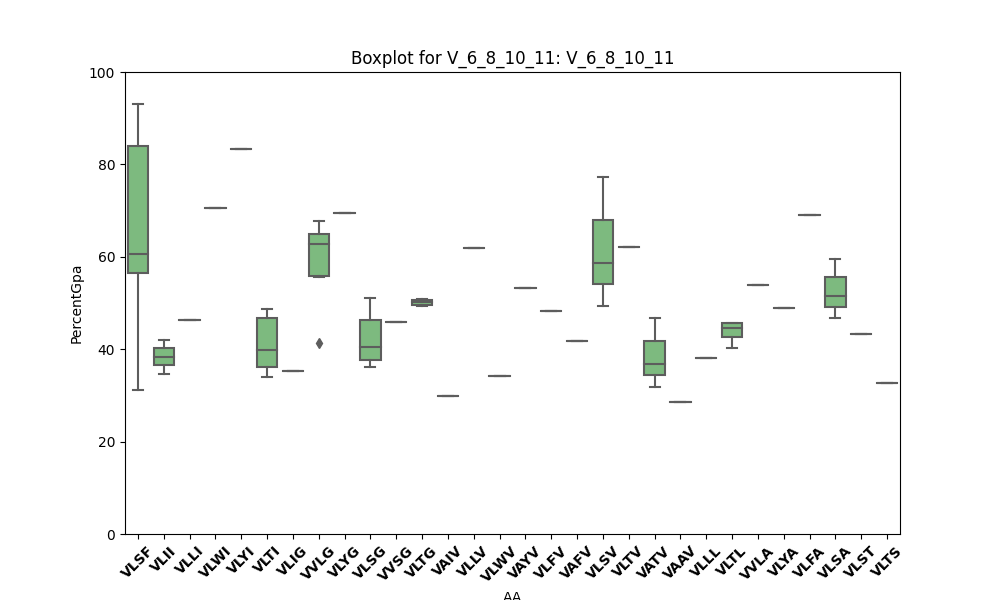 Boxplot for V_6_8_10_11: V_6_8_10_11
100
80
60
40
20
0
PercentGpa
VLSF VLII VLLI VLWI VLYI VLTI VLIG VVLG VLYG VLSG VVSG VLTG VAIV VLLV VLWV VAYV VLFV VAFV VLSV VLTV VATV VAAV VLLL VLTL VVLA VLYA VLFA VLSA VLST VLTS
AA